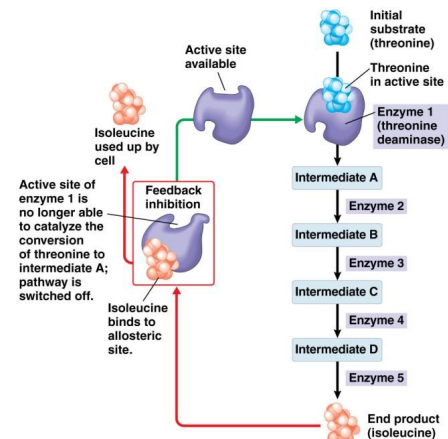 Initial
substrate
(threonine)
Active site
available
Threonine
in active site
Enzyme 1
(threonine
deaminase)
Isoleucine
used up by
cell
Intermediate A
Active site of
enzyme 1 is
no longer able
to catalyze the
conversion
of threonine to
intermediate A;
pathway is
switched off.
Feedback
inhibition
Enzyme 2
Intermediate B
Enzyme 3
Intermediate C
Isoleucine
binds to
allosteric
site.
Enzyme 4
Intermediate D
Enzyme 5
End product
(isoleucine)